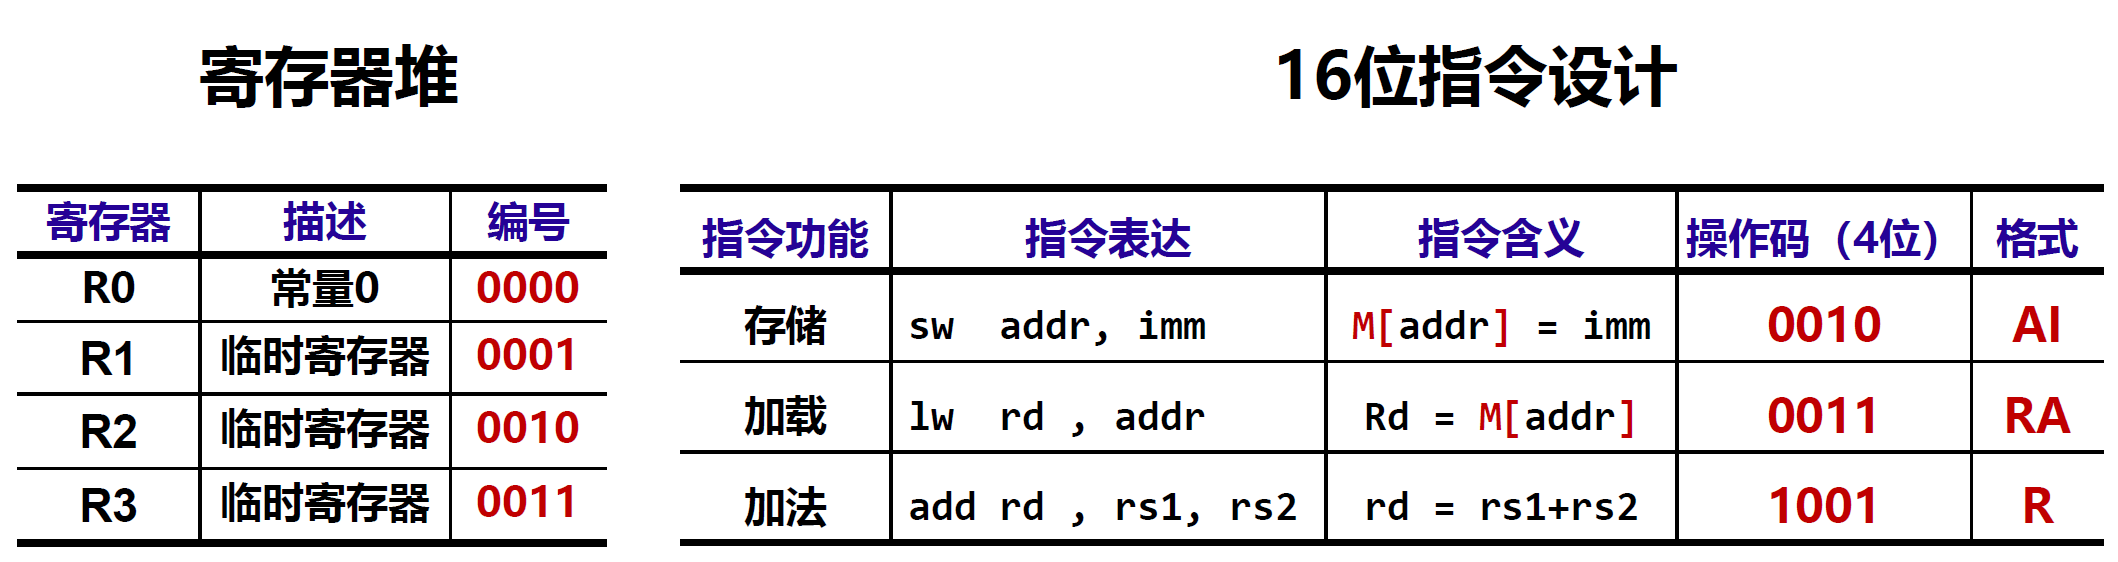 寄存器堆
16位指令设计
寄存器 描述 编号
R0 常量0 0000
R1 临时寄存器 0001
R2 临时寄存器 0010
R3 临时寄存器 0011
指令功能 指令表达 指令含义 操作码（4位） 格式
存储 sw addr, imm M[addr] = imm 0010 AI
加载 lw rd , addr Rd = M[addr] 0011 RA
加法 add rd , rs1, rs2 rd = rs1+rs2 1001 R